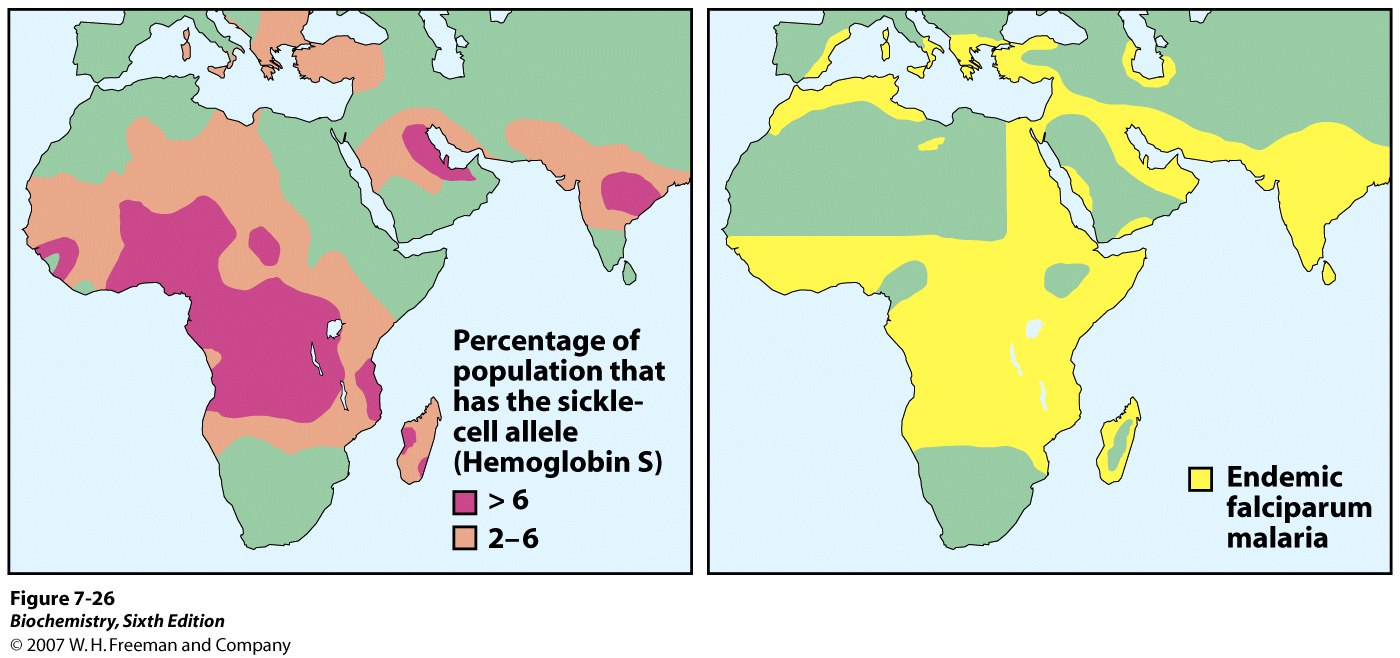 Percentage of
population that
has the sickle-
cell allele
(Hemoglobin S)
> 6
2–6
Endemic
falciparum
malaria
Figure 7-26
Biochemistry, Sixth Edition
© 2007 W. H. Freeman and Company